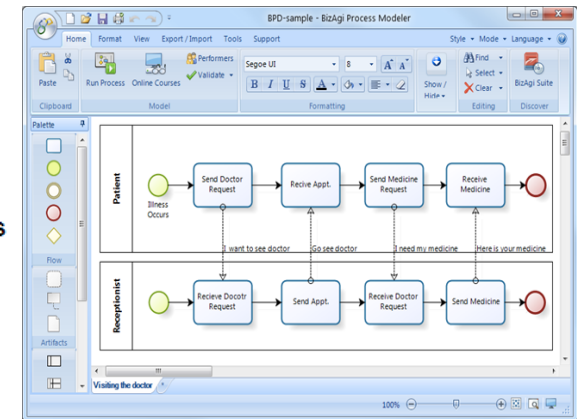 BPD-sample - BizAgi Process Modeler
Home Format View Export / Import Tools Support Style Mode Language
Paste
Clipboard
Run Process
Online Courses
Performers
Validate
Model
Segoe UI 8 A A
B I U S A
Formatting
Show /
Hide
Find
Select
Clear
Editing
BizAgi Suite
Discover
Palette
Flow
Artifacts
s
Patient
Illness
Occurs
Send Doctor
Request
Recive Appt.
Send Medicine
Request
Receive
Medicine
I want to see doctor
Go see doctor
I need my medicine
Here is your medicine
Receptionist
Recieve Docotr
Request
Send Appt.
Receive Doctor
Request
Send Medicine
Visiting the doctor
100%